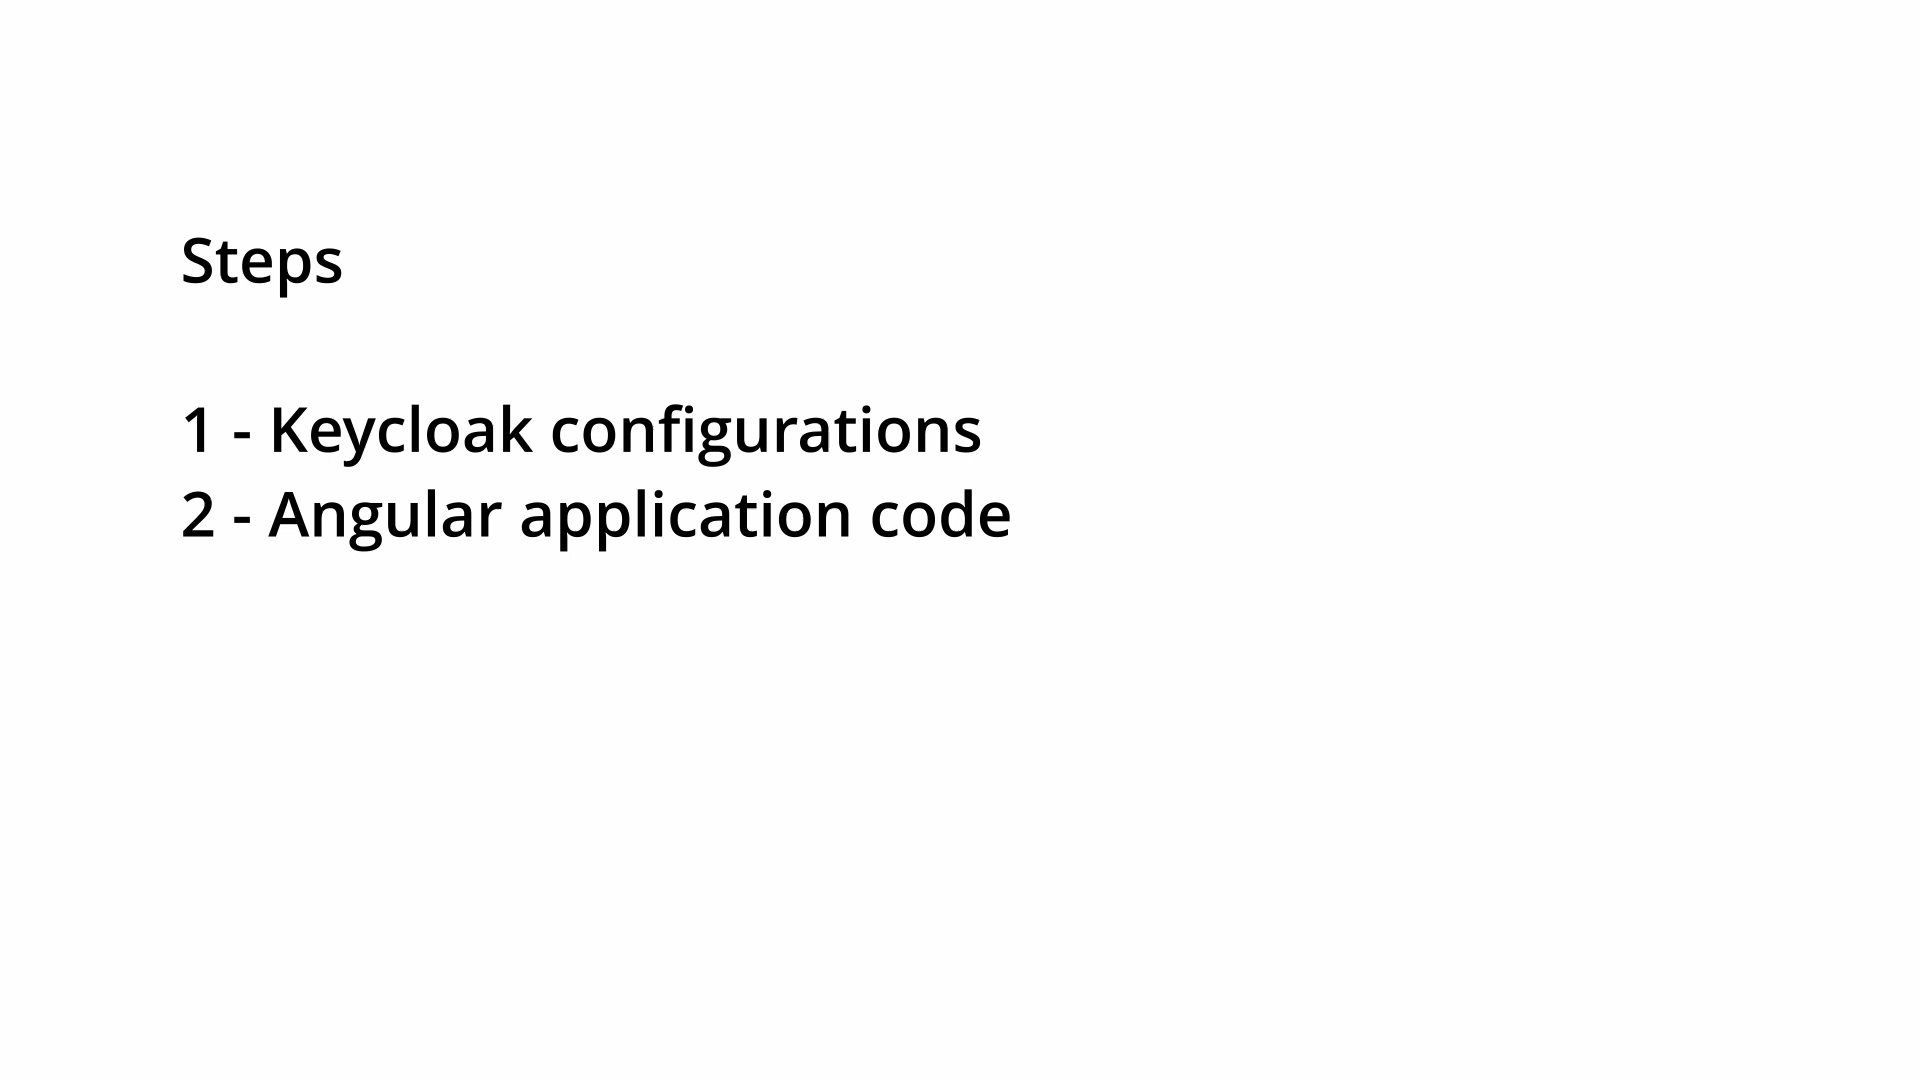 Steps
1 - Keycloak configurations
2 - Angular application code